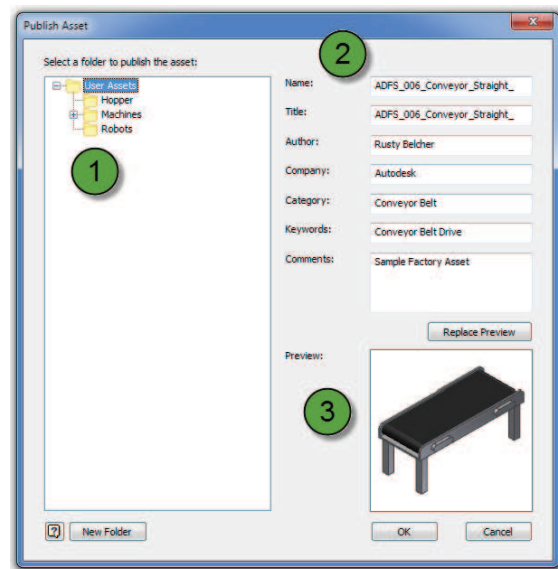 Publish Asset
Select a folder to publish the asset:
User Assets
Hopper
Machines
Robots
1
2
Name:
ADFS_006_Conveyor_Straight_
Title:
ADFS_006_Conveyor_Straight_
Author:
Rusty Belcher
Company:
Autodesk
Category:
Conveyor Belt
Keywords:
Conveyor Belt Drive
Comments:
Sample Factory Asset
Replace Preview
Preview:
3
?
New Folder
OK
Cancel